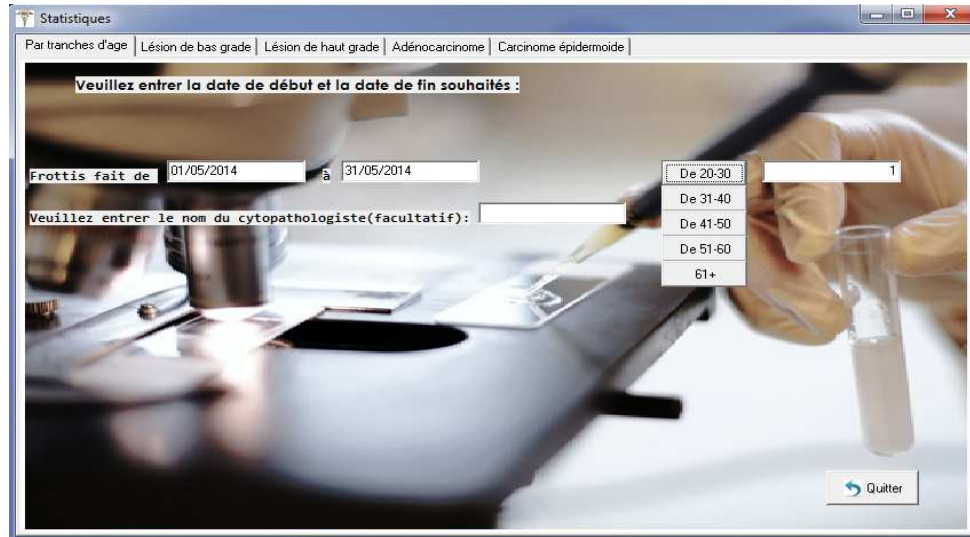 Statistiques
Par tranches d'age Lésion de bas grade Lésion de haut grade Adénocarcinome Carcinome épidermoide
Veuillez entrer la date de début et la date de fin souhaités :
Frottis fait de 01/05/2014 à 31/05/2014 De 20-30 1
De 31-40
Veuillez entrer le nom du cytopathologiste(facultatif):
De 41-50
De 51-60
61+
Quitter